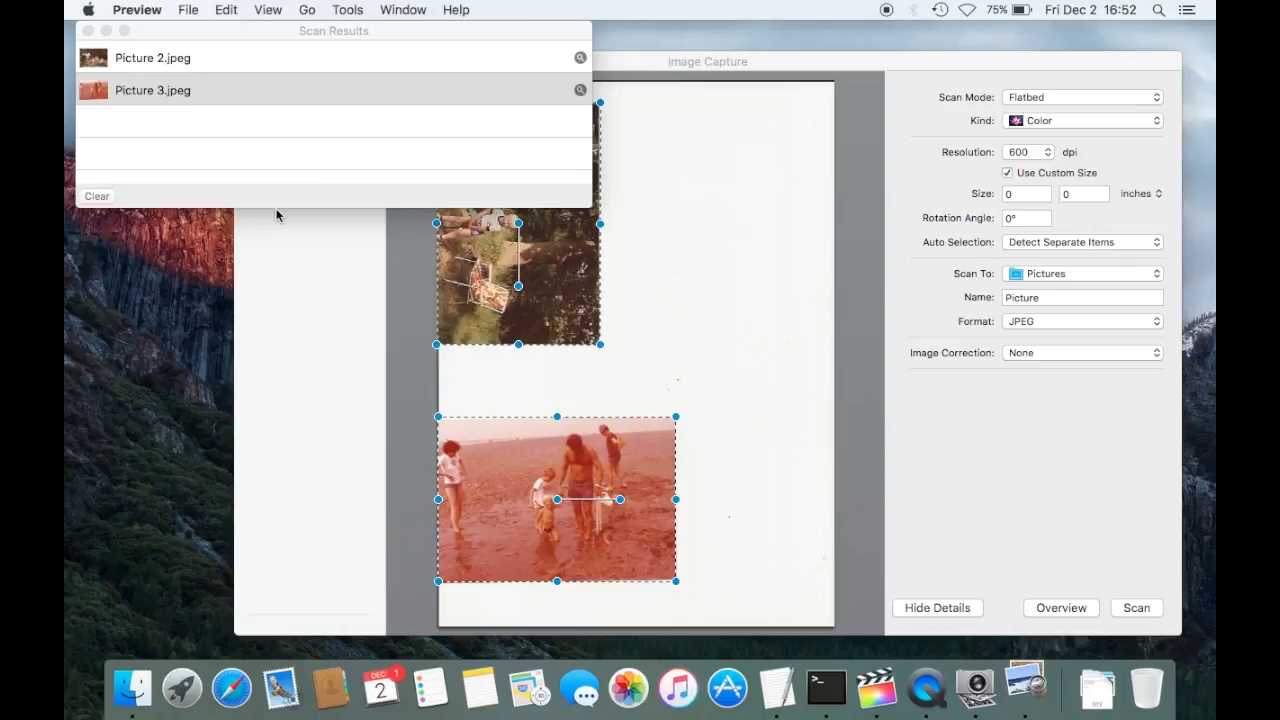 Preview File Edit View Go Tools Window Help 75% Fri Dec 2 16:52
Scan Results
Picture 2.jpeg
Picture 3.jpeg
Clear
Image Capture
Scan Mode: Flatbed
Kind: Color
Resolution: 600 dpi
Use Custom Size
Size: 0 0 inches
Rotation Angle: 0°
Auto Selection: Detect Separate Items
Scan To: Pictures
Name: Picture
Format: JPEG
Image Correction: None
Hide Details Overview Scan
DEC 1
2